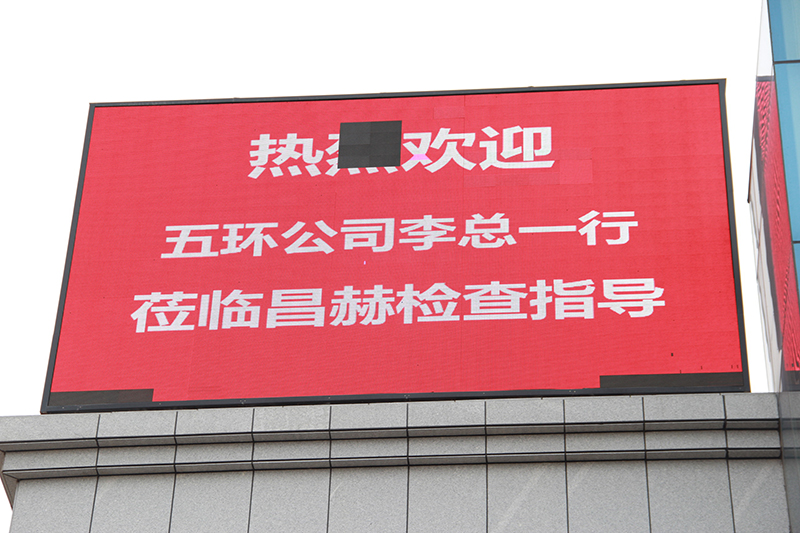 热烈欢迎
五环公司李总一行
莅临昌赫检查指导